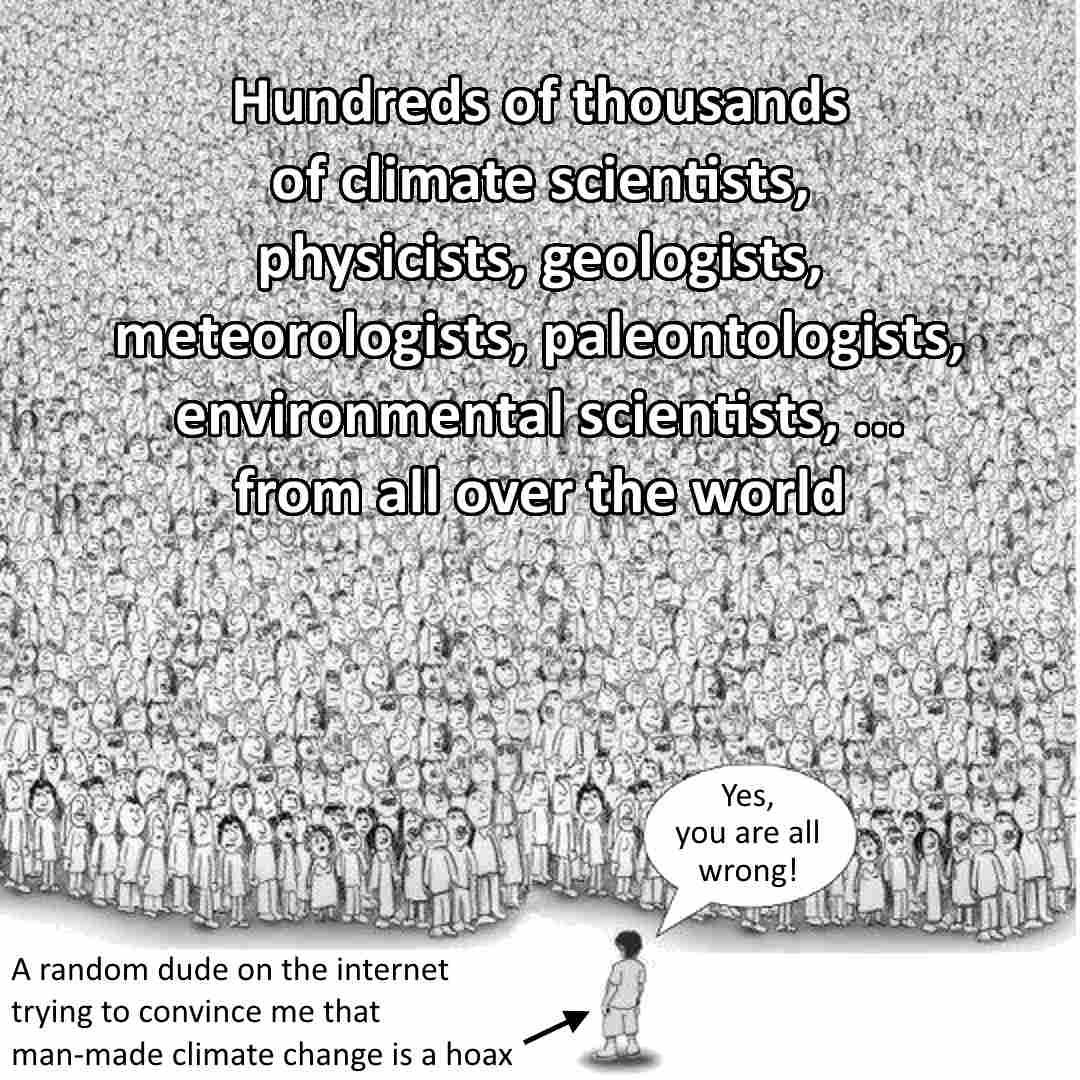 Hundreds of thousands
of climate scientists,
physicists, geologists,
meteorologists, paleontologists,
environmental scientists, ...
from all over the world
Yes,
you are all
wrong!
A random dude on the internet
trying to convince me that
man-made climate change is a hoax